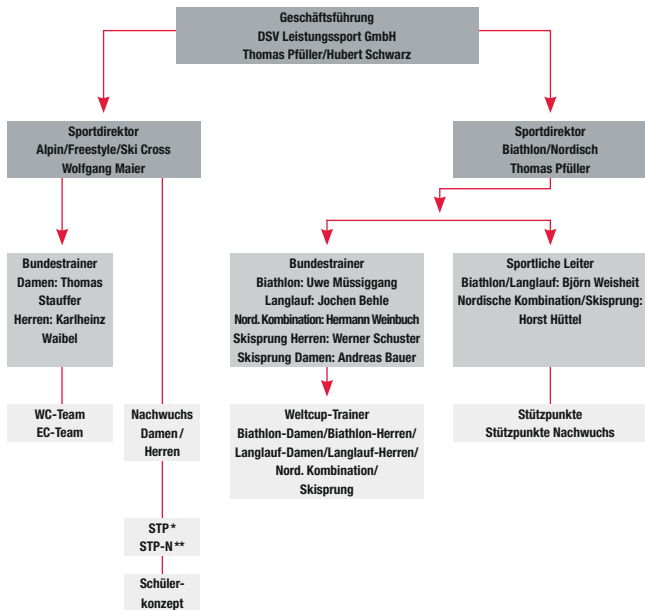 Geschäftsführung
DSV Leistungssport GmbH
Thomas Pfüller/Hubert Schwarz
Sportdirektor
Alpin/Freestyle/Ski Cross
Wolfgang Maier
Sportdirektor
Biathlon/Nordisch
Thomas Pfüller
Bundestrainer
Damen: Thomas
Stauffer
Herren: Karlheinz
Waibel
Bundestrainer
Biathlon: Uwe Müssiggang
Langlauf: Jochen Behle
Nord. Kombination: Hermann Weinbuch
Skisprung Herren: Werner Schuster
Skisprung Damen: Andreas Bauer
Sportliche Leiter
Biathlon/Langlauf: Björn Weisheit
Nordische Kombination/Skisprung:
Horst Hüttel
WC-Team
EC-Team
Nachwuchs
Damen/
Herren
Weltcup-Trainer
Biathlon-Damen/Biathlon-Herren/
Langlauf-Damen/Langlauf-Herren/
Nord. Kombination/
Skisprung
Stützpunkte
Stützpunkte Nachwuchs
STP*
STP-N**
Schüler-
konzept